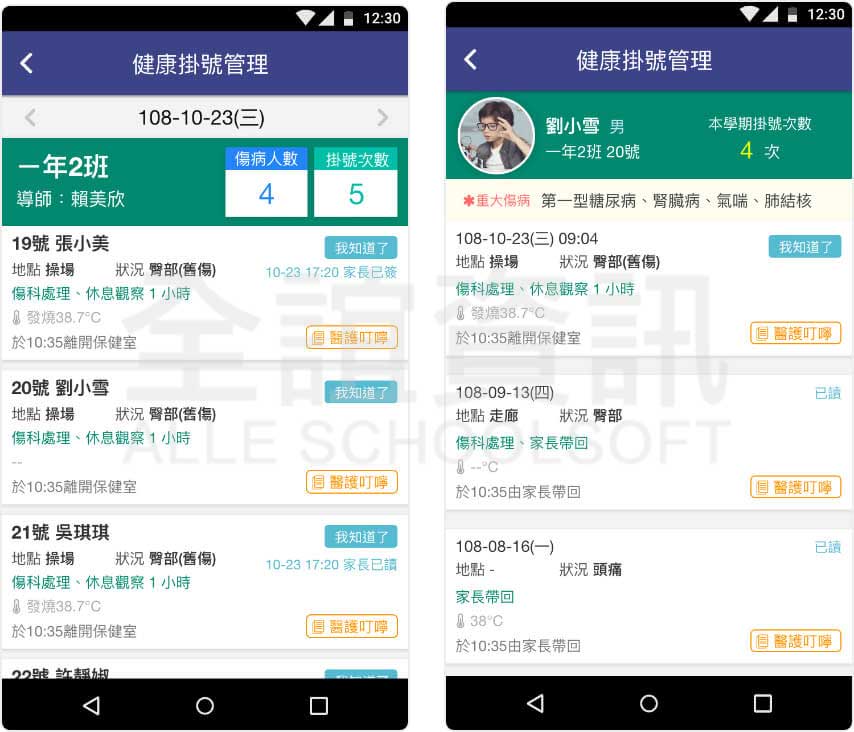 12:30
健康掛號管理
108-10-23(三)
一年2班
導師：賴美欣
傷病人數
4
掛號次數
5
19號 張小美
我知道了
地點 操場 狀況 臀部(舊傷)
10-23 17:20 家長已簽
傷科處理、休息觀察 1 小時
發燒38.7°C
於10:35離開保健室
醫護叮嚀
20號 劉小雪
我知道了
地點 操場 狀況 臀部(舊傷)
傷科處理、休息觀察 1 小時
--
於10:35離開保健室
醫護叮嚀
21號 吳琪琪
我知道了
地點 操場 狀況 臀部(舊傷)
10-23 17:20 家長已讀
傷科處理、休息觀察 1 小時
發燒38.7°C
於10:35離開保健室
醫護叮嚀
22號 許靜娟
我知道了
12:30
健康掛號管理
劉小雪 男
一年2班 20號
本學期掛號次數
4 次
✱重大傷病 第一型糖尿病、腎臟病、氣喘、肺結核
108-10-23(三) 09:04
我知道了
地點 操場 狀況 臀部(舊傷)
傷科處理、休息觀察 1 小時
發燒38.7°C
於10:35離開保健室
醫護叮嚀
108-09-13(四)
已讀
地點 走廊 狀況 臀部
傷科處理、家長帶回
--°C
於10:35由家長帶回
醫護叮嚀
108-08-16(一)
已讀
地點 - 狀況 頭痛
家長帶回
38°C
於10:35由家長帶回
醫護叮嚀
全誼資訊
ALLE SCHOOLSOFT